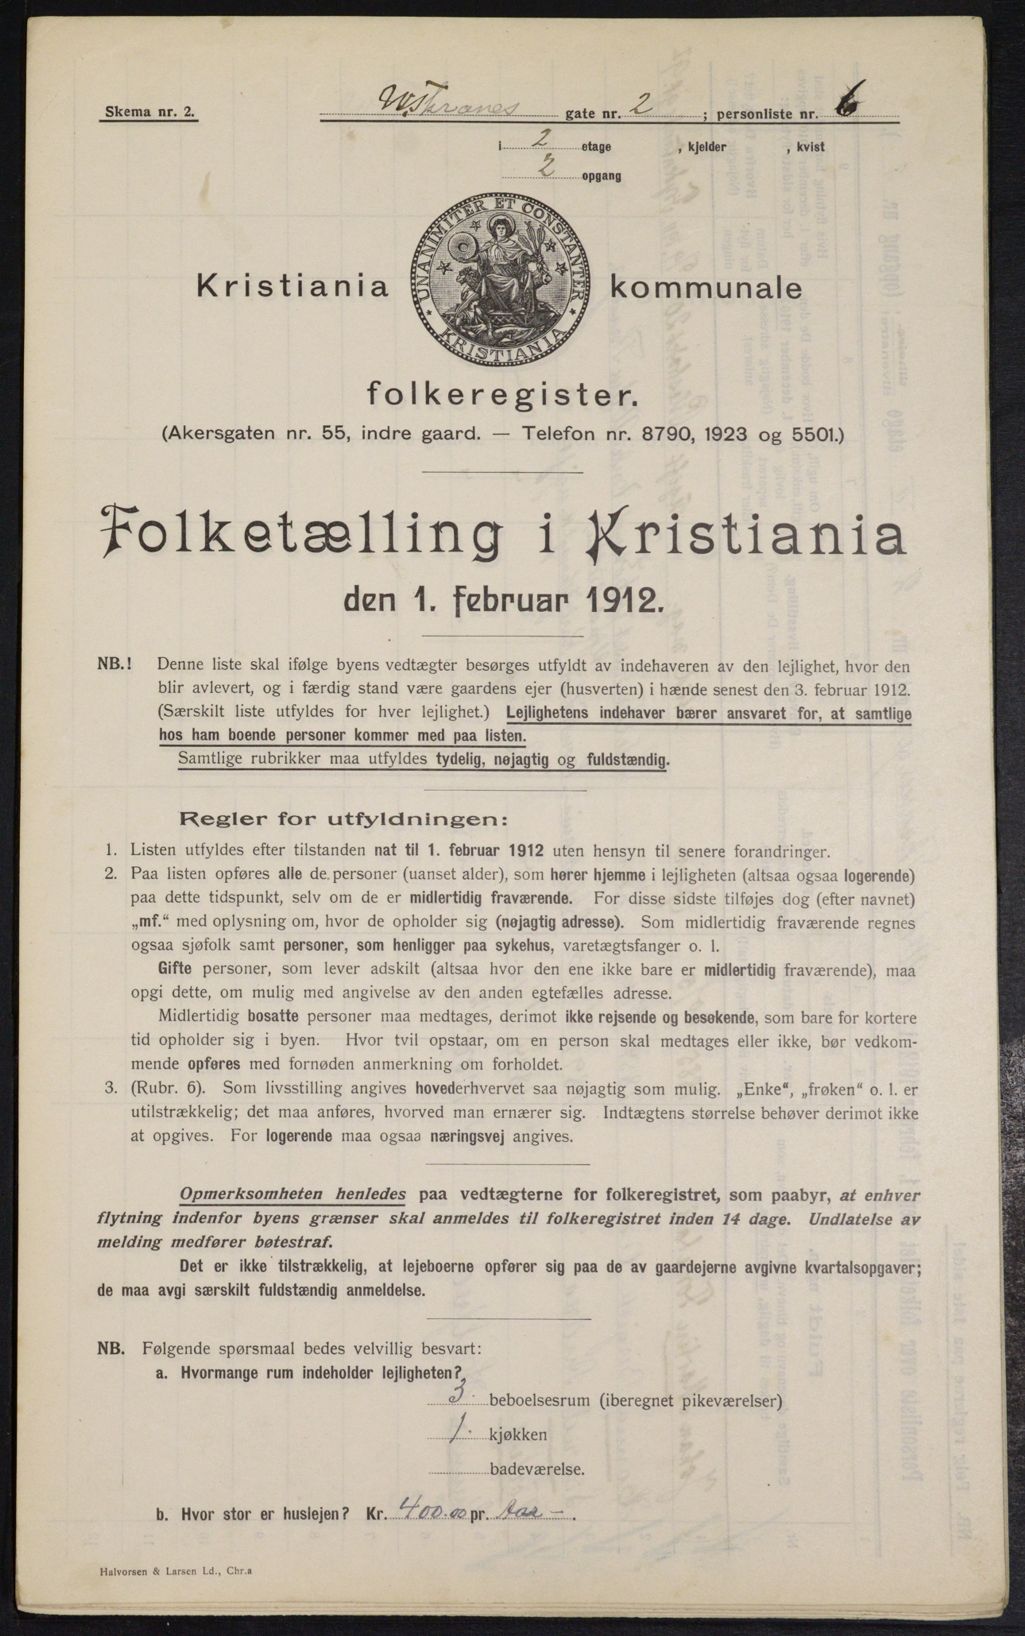 Skema nr. 2.
W. Thranes gate nr. 2 ; personliste nr. 6
i 2 etage , kjelder , kvist
2 opgang
UNANIMITER ET CONSTANTER
KRISTIANIA
Kristiania kommunale
folkeregister.
(Akersgaten nr. 55, indre gaard. — Telefon nr. 8790, 1923 og 5501.)
Folketælling i Kristiania
den 1. februar 1912.
NB.! Denne liste skal ifølge byens vedtægter besørges utfyldt av indehaveren av den lejlighet, hvor den
blir avlevert, og i færdig stand være gaardens ejer (husverten) i hænde senest den 3. februar 1912.
(Særskilt liste utfyldes for hver lejlighet.) Lejlighetens indehaver bærer ansvaret for, at samtlige
hos ham boende personer kommer med paa listen.
Samtlige rubrikker maa utfyldes tydelig, nøjagtig og fuldstændig.
Regler for utfyldningen:
1. Listen utfyldes efter tilstanden nat til 1. februar 1912 uten hensyn til senere forandringer.
2. Paa listen opføres alle de personer (uanset alder), som hører hjemme i lejligheten (altsaa ogsaa logerende)
paa dette tidspunkt, selv om de er midlertidig fraværende. For disse sidste tilføjes dog (efter navnet)
„mf.“ med oplysning om, hvor de opholder sig (nøjagtig adresse). Som midlertidig fraværende regnes
ogsaa sjøfolk samt personer, som henligger paa sykehus, varetægtsfanger o. l.
Gifte personer, som lever adskilt (altsaa hvor den ene ikke bare er midlertidig fraværende), maa
opgi dette, om mulig med angivelse av den anden egtefælles adresse.
Midlertidig bosatte personer maa medtages, derimot ikke rejsende og besøkende, som bare for kortere
tid opholder sig i byen. Hvor tvil opstaar, om en person skal medtages eller ikke, bør vedkom-
mende opføres med fornøden anmerkning om forholdet.
3. (Rubr. 6). Som livsstilling angives hovederhvervet saa nøjagtig som mulig. „Enke“, „frøken“ o. l. er
utilstrækkelig; det maa anføres, hvorved man ernærer sig. Indtægtens størrelse behøver derimot ikke
at opgives. For logerende maa ogsaa næringsvej angives.
Opmerksomheten henledes paa vedtægterne for folkeregistret, som paabyr, at enhver
flytning indenfor byens grænser skal anmeldes til folkeregistret inden 14 dage. Undlatelse av
melding medfører bøtestraf.
Det er ikke tilstrækkelig, at lejeboerne opfører sig paa de av gaardejerne avgivne kvartalsopgaver;
de maa avgi særskilt fuldstændig anmeldelse.
NB. Følgende spørsmaal bedes velvillig besvart:
a. Hvormange rum indeholder lejligheten?
3. beboelsesrum (iberegnet pikeværelser)
1. kjøkken
badeværelse.
b. Hvor stor er huslejen? Kr. 400.00 pr. Aar –.
Halvorsen & Larsen Ld., Chr.a